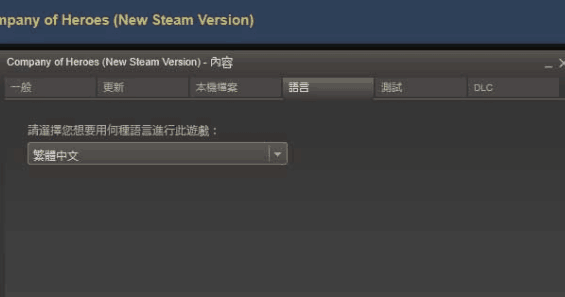 mpany of Heroes (New Steam Version)
Company of Heroes (New Steam Version) - 內容
一般 更新 本機檔案 語言 測試 DLC
請選擇您想要用何種語言進行此遊戲：
繁體中文